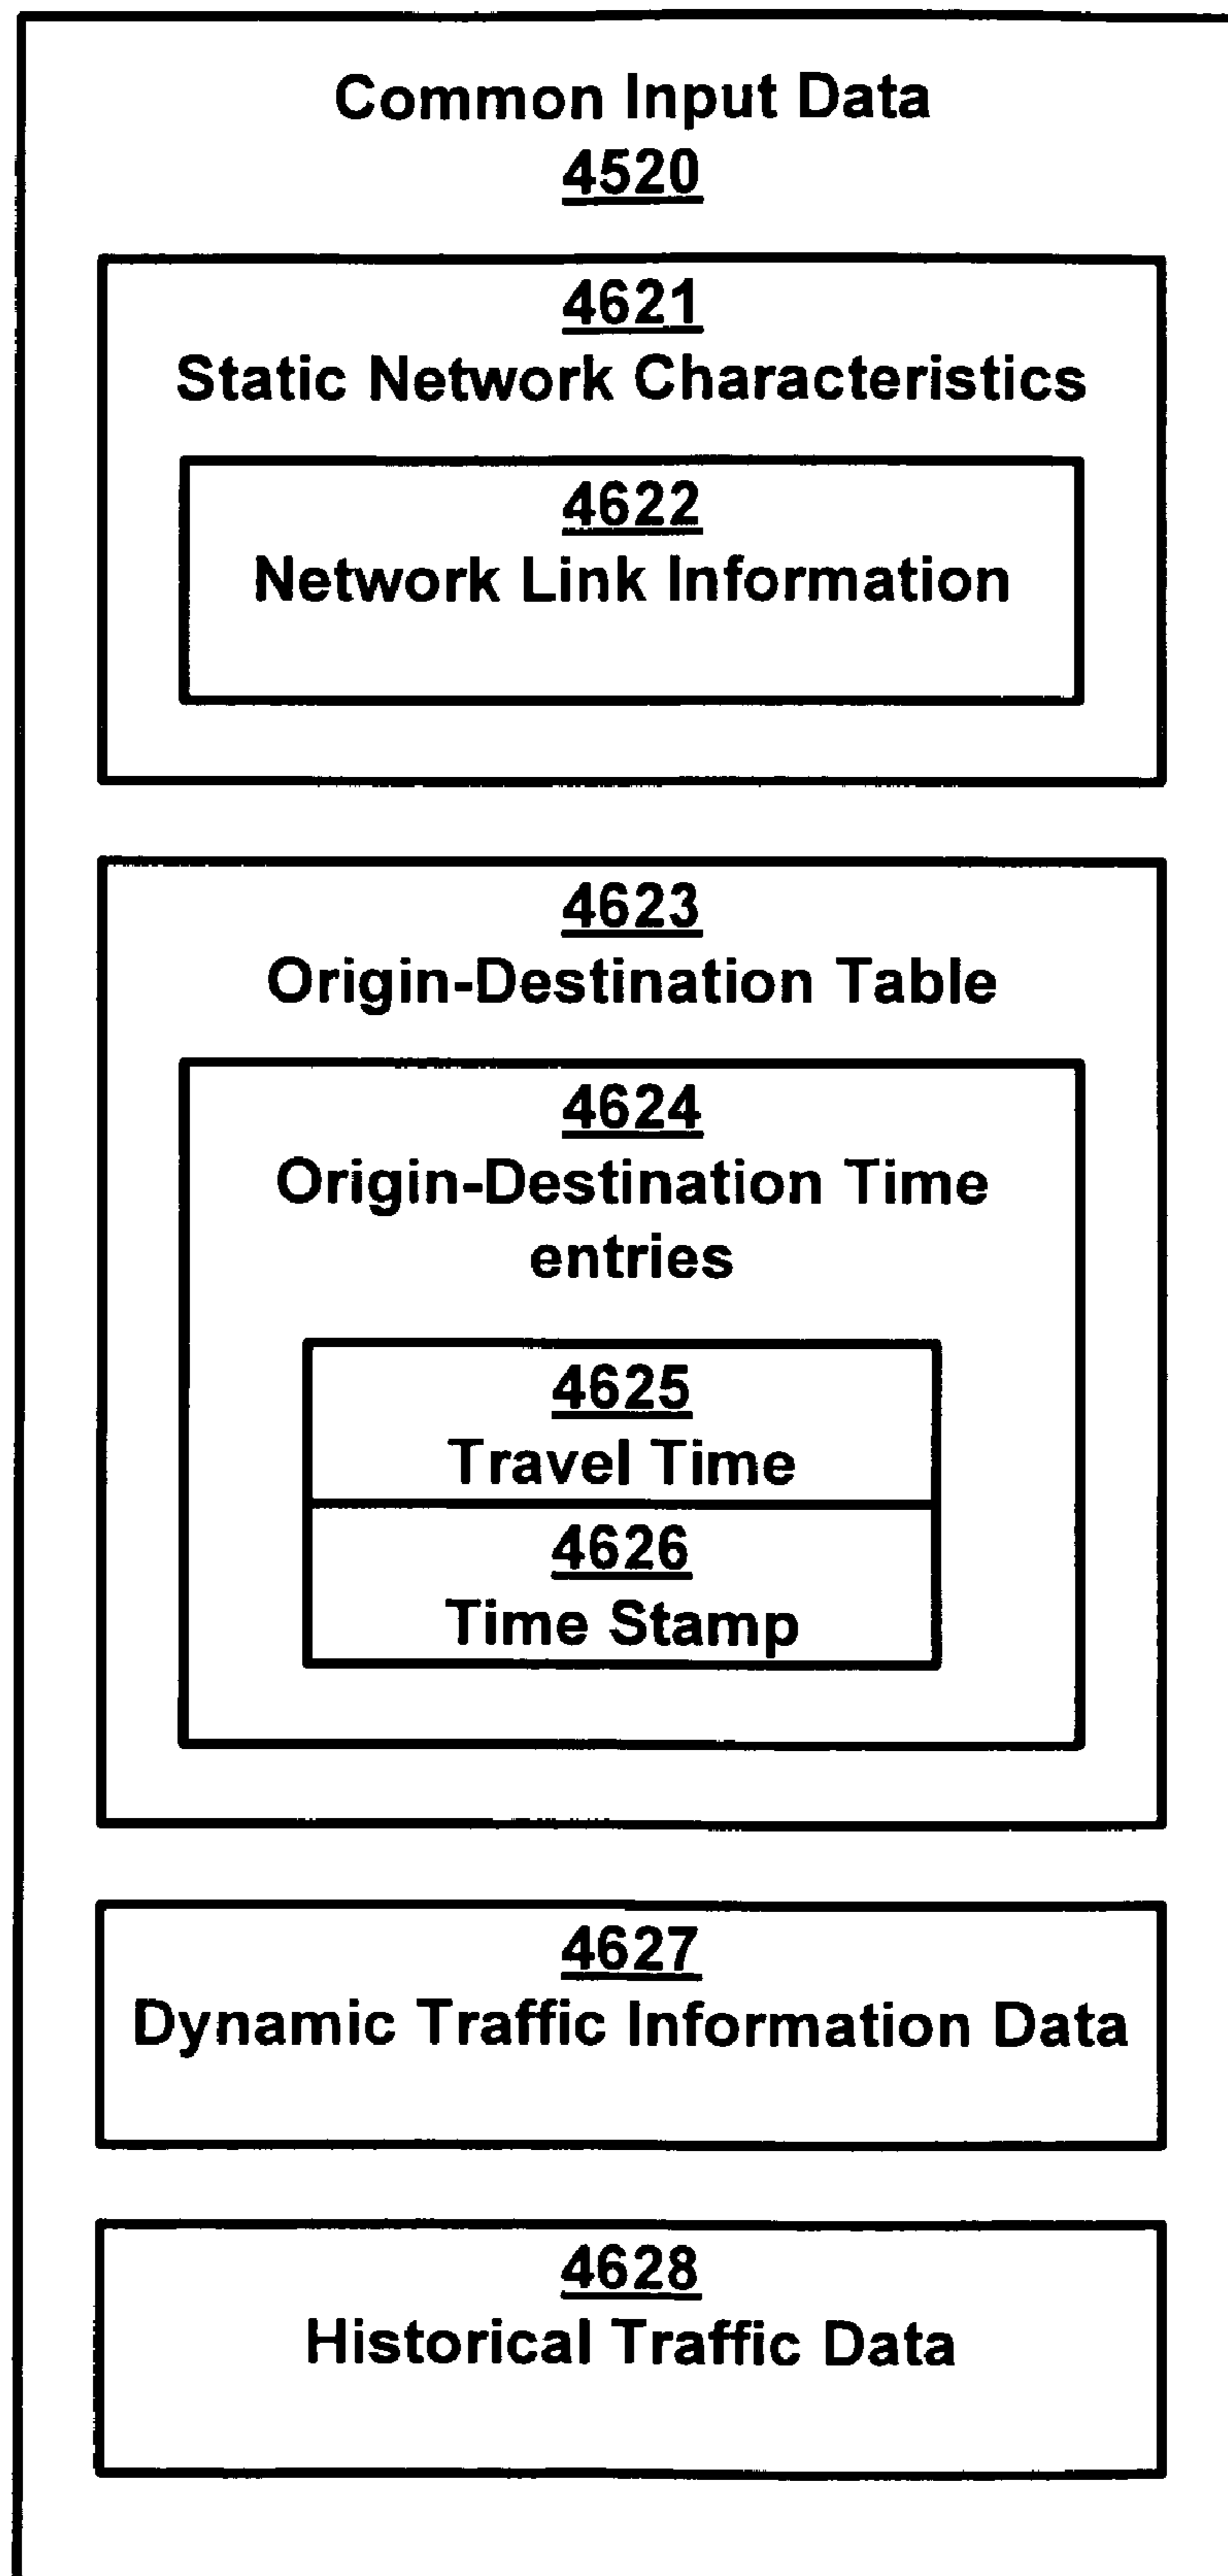 Common Input Data
4520
4621
Static Network Characteristics
4622
Network Link Information
4623
Origin-Destination Table
4624
Origin-Destination Time
entries
4625
Travel Time
4626
Time Stamp
4627
Dynamic Traffic Information Data
4628
Historical Traffic Data